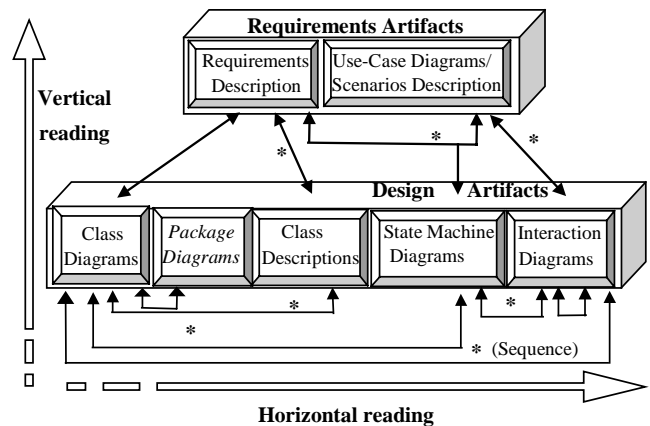 Requirements Artifacts
Requirements
Description
Use-Case Diagrams/
Scenarios Description
Vertical
reading
*
*
*
Design Artifacts
Class
Diagrams
Package
Diagrams
Class
Descriptions
State Machine
Diagrams
Interaction
Diagrams
*
*
*
* (Sequence)
Horizontal reading